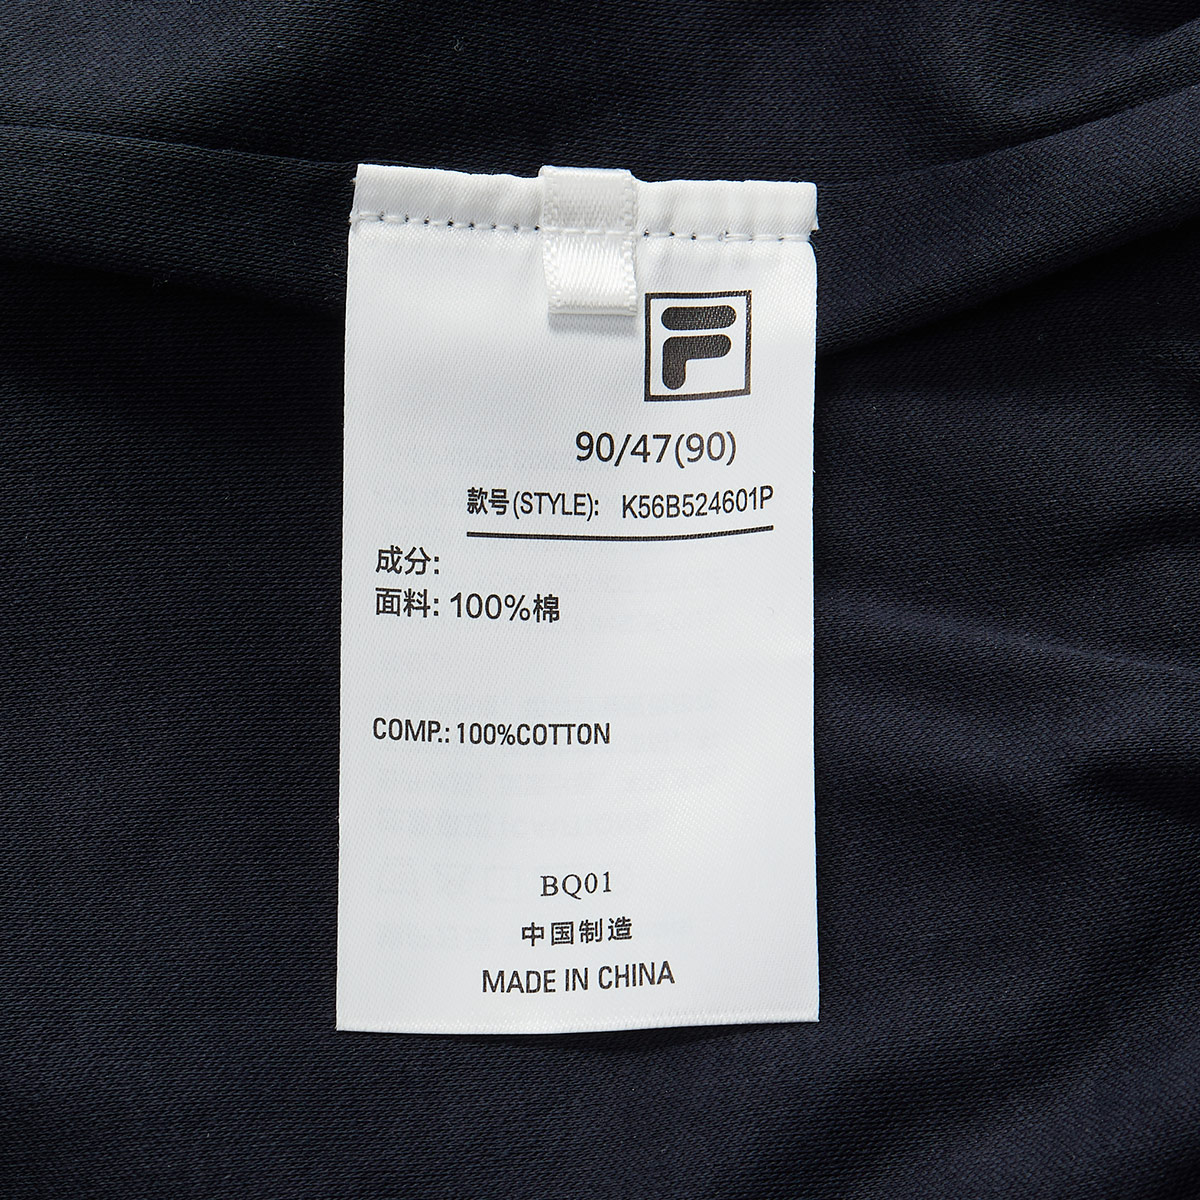 F
90/47(90)
款号(STYLE): K56B524601P
成分:
面料: 100%棉
COMP.: 100%COTTON
BQ01
中国制造
MADE IN CHINA